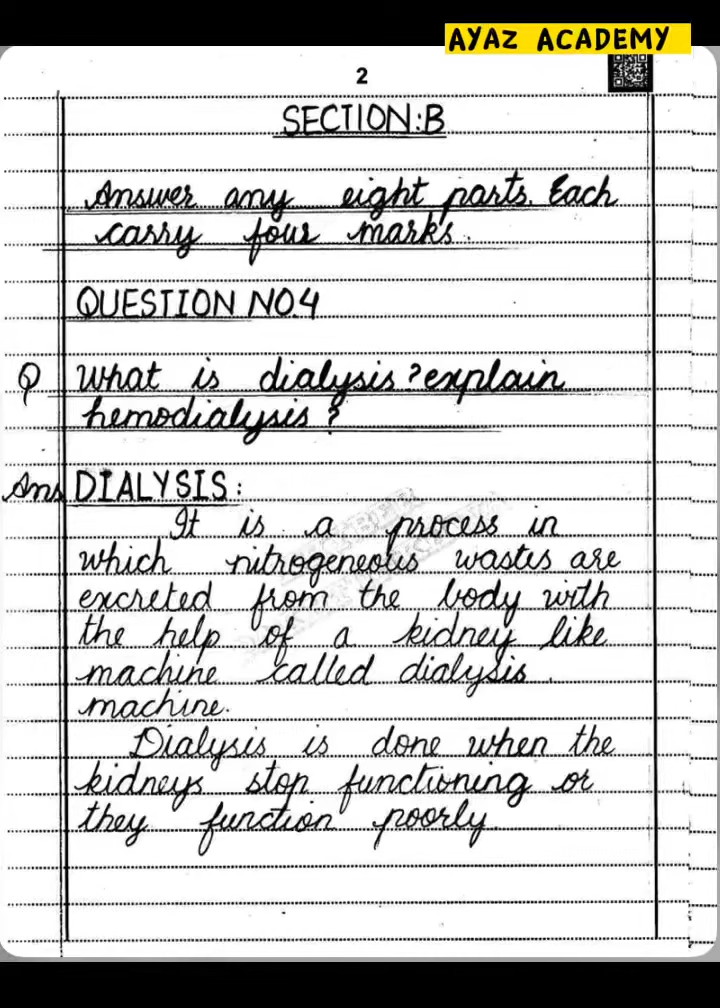 AYAZ ACADEMY
2
SECTION:B
Answer any eight parts. Each
carry four marks.
QUESTION NO.4
Q What is dialysis? explain
hemodialysis?
Ans DIALYSIS:
It is a process in
which nitrogeneous wastes are
excreted from the body with
the help of a kidney like
machine called dialysis.
machine.
Dialysis is done when the
kidneys stop functioning or
they function poorly.